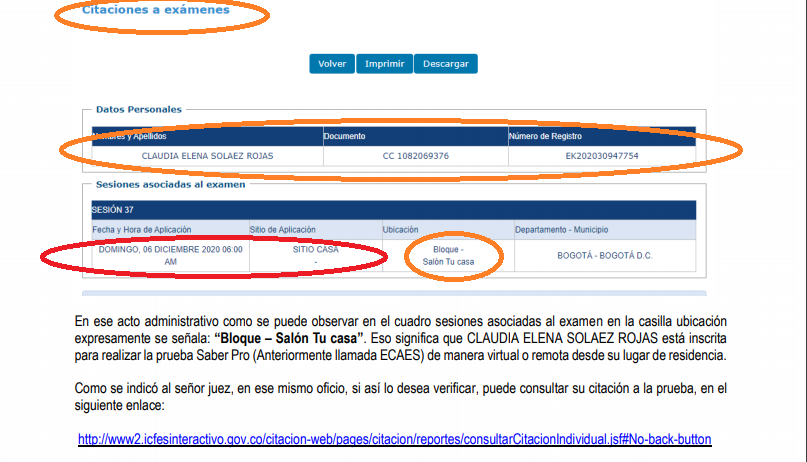 Citaciones a exámenes
Volver Imprimir Descargar
Datos Personales
Nombres y Apellidos Documento Número de Registro
CLAUDIA ELENA SOLAEZ ROJAS CC 1082069376 EK202030947754
Sesiones asociadas al examen
SESIÓN 37
Fecha y Hora de Aplicación Sitio de Aplicación Ubicación Departamento - Municipio
DOMINGO, 06 DICIEMBRE 2020 06:00 SITIO CASA Bloque - BOGOTÁ - BOGOTÁ D.C.
AM - Salón Tu casa
En ese acto administrativo como se puede observar en el cuadro sesiones asociadas al examen en la casilla ubicación
expresamente se señala: “Bloque – Salón Tu casa”. Eso significa que CLAUDIA ELENA SOLAEZ ROJAS está inscrita
para realizar la prueba Saber Pro (Anteriormente llamada ECAES) de manera virtual o remota desde su lugar de residencia.
Como se indicó al señor juez, en ese mismo oficio, si así lo desea verificar, puede consultar su citación a la prueba, en el
siguiente enlace:
http://www2.icfesinteractivo.gov.co/citacion-web/pages/citacion/reportes/consultarCitacionIndividual.jsf#No-back-button